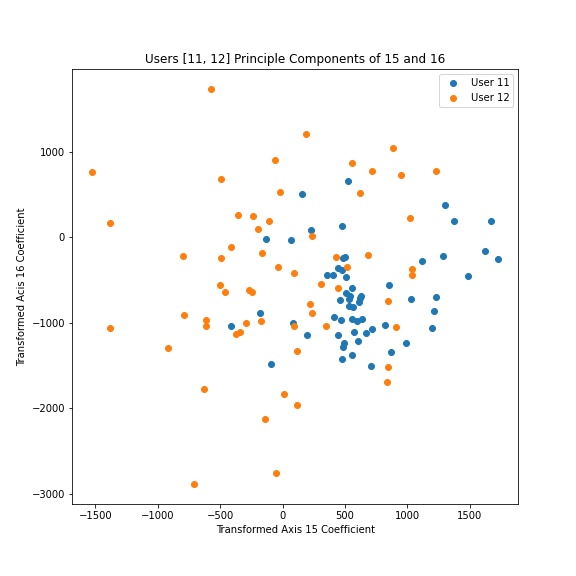 Users [11, 12] Principle Components of 15 and 16
User 11
User 12
Transformed Acis 16 Coefficient
1000
0
−1000
−2000
−3000
−1500 −1000 −500 0 500 1000 1500
Transformed Axis 15 Coefficient